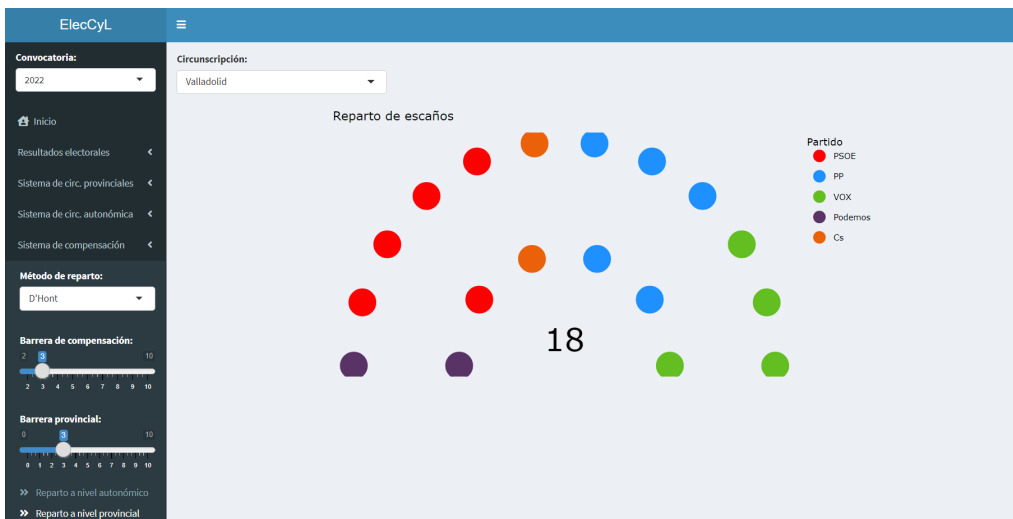 ElecCyL
Convocatoria:
2022
Inicio
Resultados electorales
Sistema de circ. provinciales
Sistema de circ. autonómica
Sistema de compensación
Método de reparto:
D'Hont
Barrera de compensación:
2 3 10
2 3 4 5 6 7 8 9 10
Barrera provincial:
0 3 10
0 1 2 3 4 5 6 7 8 9 10
Reparto a nivel autonómico
Reparto a nivel provincial
Circunscripción:
Valladolid
Reparto de escaños
18
Partido
PSOE
PP
VOX
Podemos
Cs